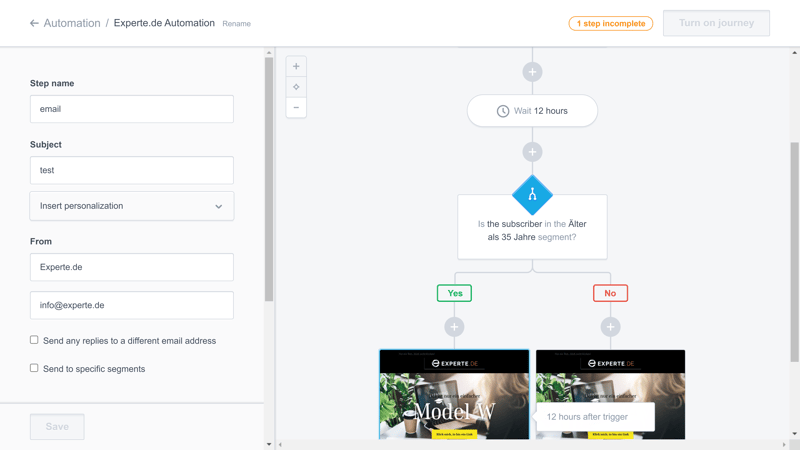 ← Automation / Experte.de Automation Rename
1 step incomplete
Turn on journey
Step name
email
Subject
test
Insert personalization
From
Experte.de
info@experte.de
Send any replies to a different email address
Send to specific segments
Save
Wait 12 hours
Is the subscriber in the Älter
als 35 Jahre segment?
Yes
No
EXPERTE.DE
Model W
EXPERTE.DE
12 hours after trigger